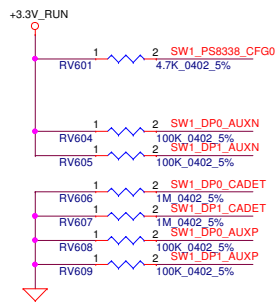 +3.3V_RUN
1 2 SW1_PS8338_CFG0
RV601 4.7K_0402_5%
1 2 SW1_DP0_AUXN
RV604 100K_0402_5%
1 2 SW1_DP1_AUXN
RV605 100K_0402_5%
1 2 SW1_DP0_CADET
RV606 1M_0402_5%
1 2 SW1_DP1_CADET
RV607 1M_0402_5%
1 2 SW1_DP0_AUXP
RV608 100K_0402_5%
1 2 SW1_DP1_AUXP
RV609 100K_0402_5%